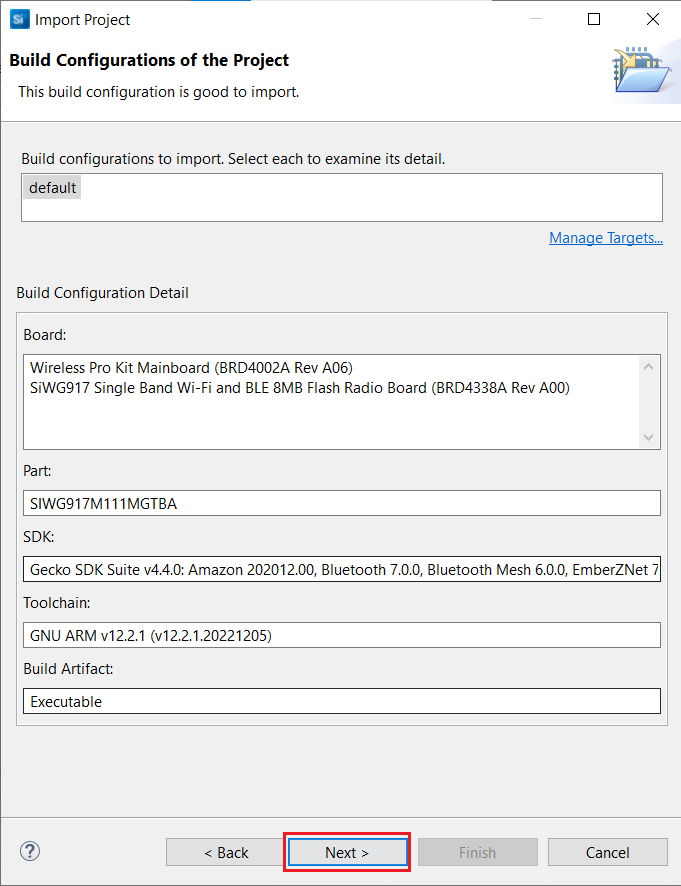 Si Import Project
Build Configurations of the Project
This build configuration is good to import.
Build configurations to import. Select each to examine its detail.
default
Manage Targets...
Build Configuration Detail
Board:
Wireless Pro Kit Mainboard (BRD4002A Rev A06)
SiWG917 Single Band Wi-Fi and BLE 8MB Flash Radio Board (BRD4338A Rev A00)
Part:
SIWG917M111MGTBA
SDK:
Gecko SDK Suite v4.4.0: Amazon 202012.00, Bluetooth 7.0.0, Bluetooth Mesh 6.0.0, EmberZNet 7
Toolchain:
GNU ARM v12.2.1 (v12.2.1.20221205)
Build Artifact:
Executable
? < Back Next > Finish Cancel